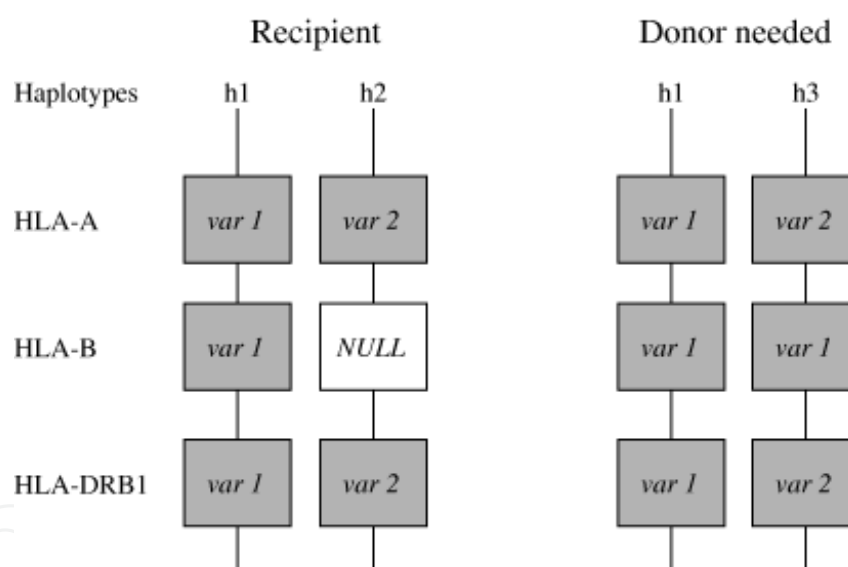 Recipient Donor needed
Haplotypes h1 h2 h1 h3
HLA-A var 1 var 2 var 1 var 2
HLA-B var 1 NULL var 1 var 1
HLA-DRB1 var 1 var 2 var 1 var 2